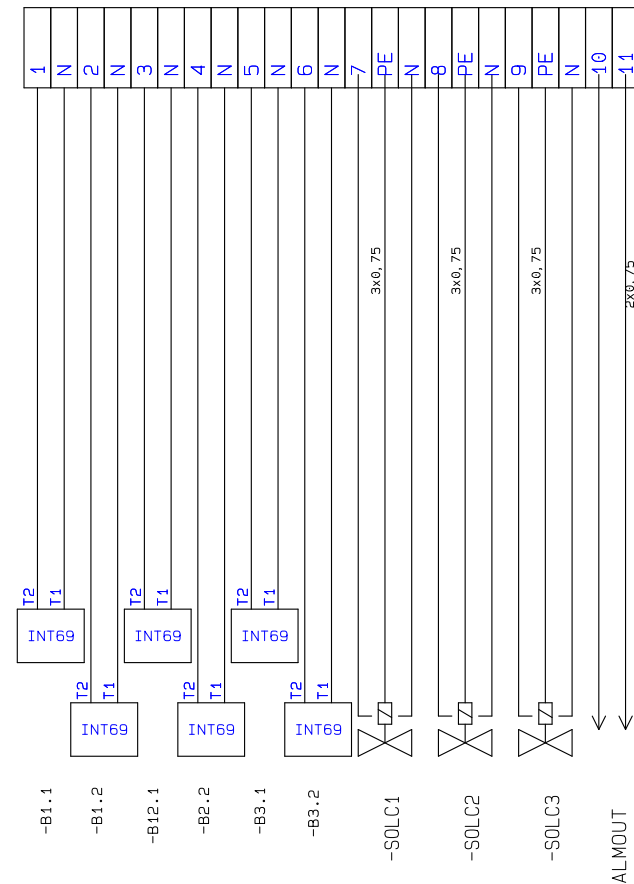 1
N
2
N
3
N
4
N
5
N
6
N
7
PE
N
8
PE
N
9
PE
N
10
11
3x0,75
3x0,75
3x0,75
2x0,75
T2
T1
INT69
T2
T1
INT69
T2
T1
INT69
T2
T1
INT69
T2
T1
INT69
T2
T1
INT69
-B1.1
-B1.2
-B12.1
-B2.2
-B3.1
-B3.2
-SOLC1
-SOLC2
-SOLC3
ALMOUT